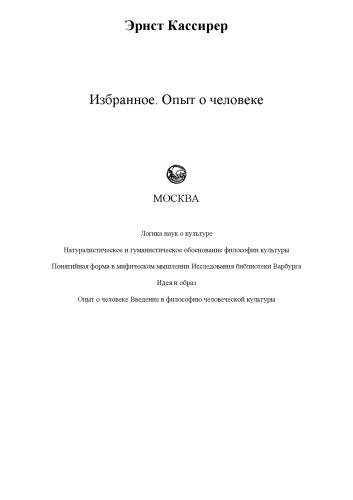 Эрнст Кассирер
Избранное. Опыт о человеке
МОСКВА
Логика наук о культуре
Натуралистическое и гуманистическое обоснование философии культуры
Понятийная форма в мифическом мышлении Исследования библиотеки Варбурга
Идея и образ
Опыт о человеке Введение в философию человеческой культуры